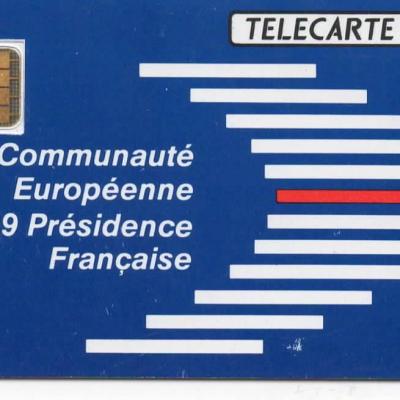 TELECARTE
Communauté
Européenne
9 Présidence
Française